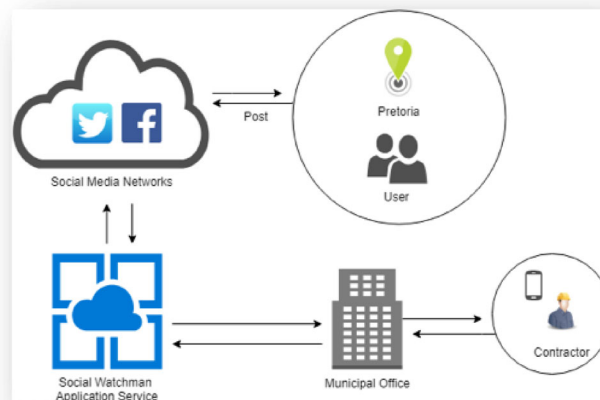 Pretoria
Post
User
Social Media Networks
Contractor
Social Watchman
Application Service
Municipal Office